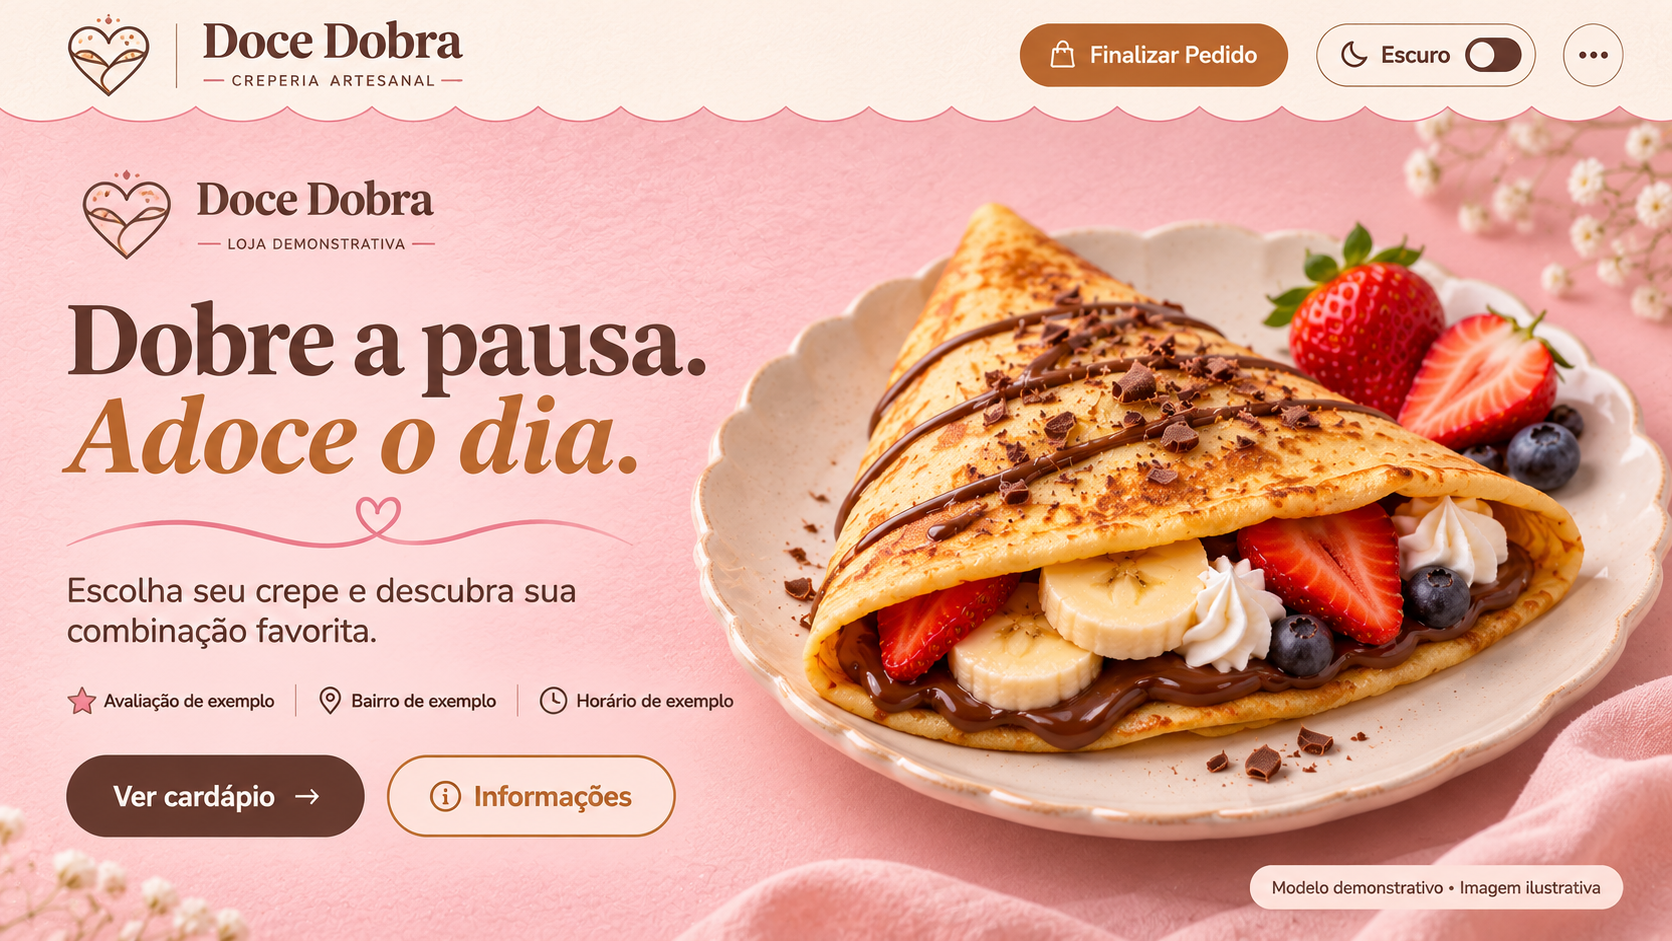 Doce Dobra
CREPERIA ARTESANAL
Finalizar Pedido
Escuro
Doce Dobra
LOJA DEMONSTRATIVA
Dobre a pausa.
Adoce o dia.
Escolha seu crepe e descubra sua
combinação favorita.
Avaliação de exemplo
Bairro de exemplo
Horário de exemplo
Ver cardápio →
Informações
Modelo demonstrativo • Imagem ilustrativa